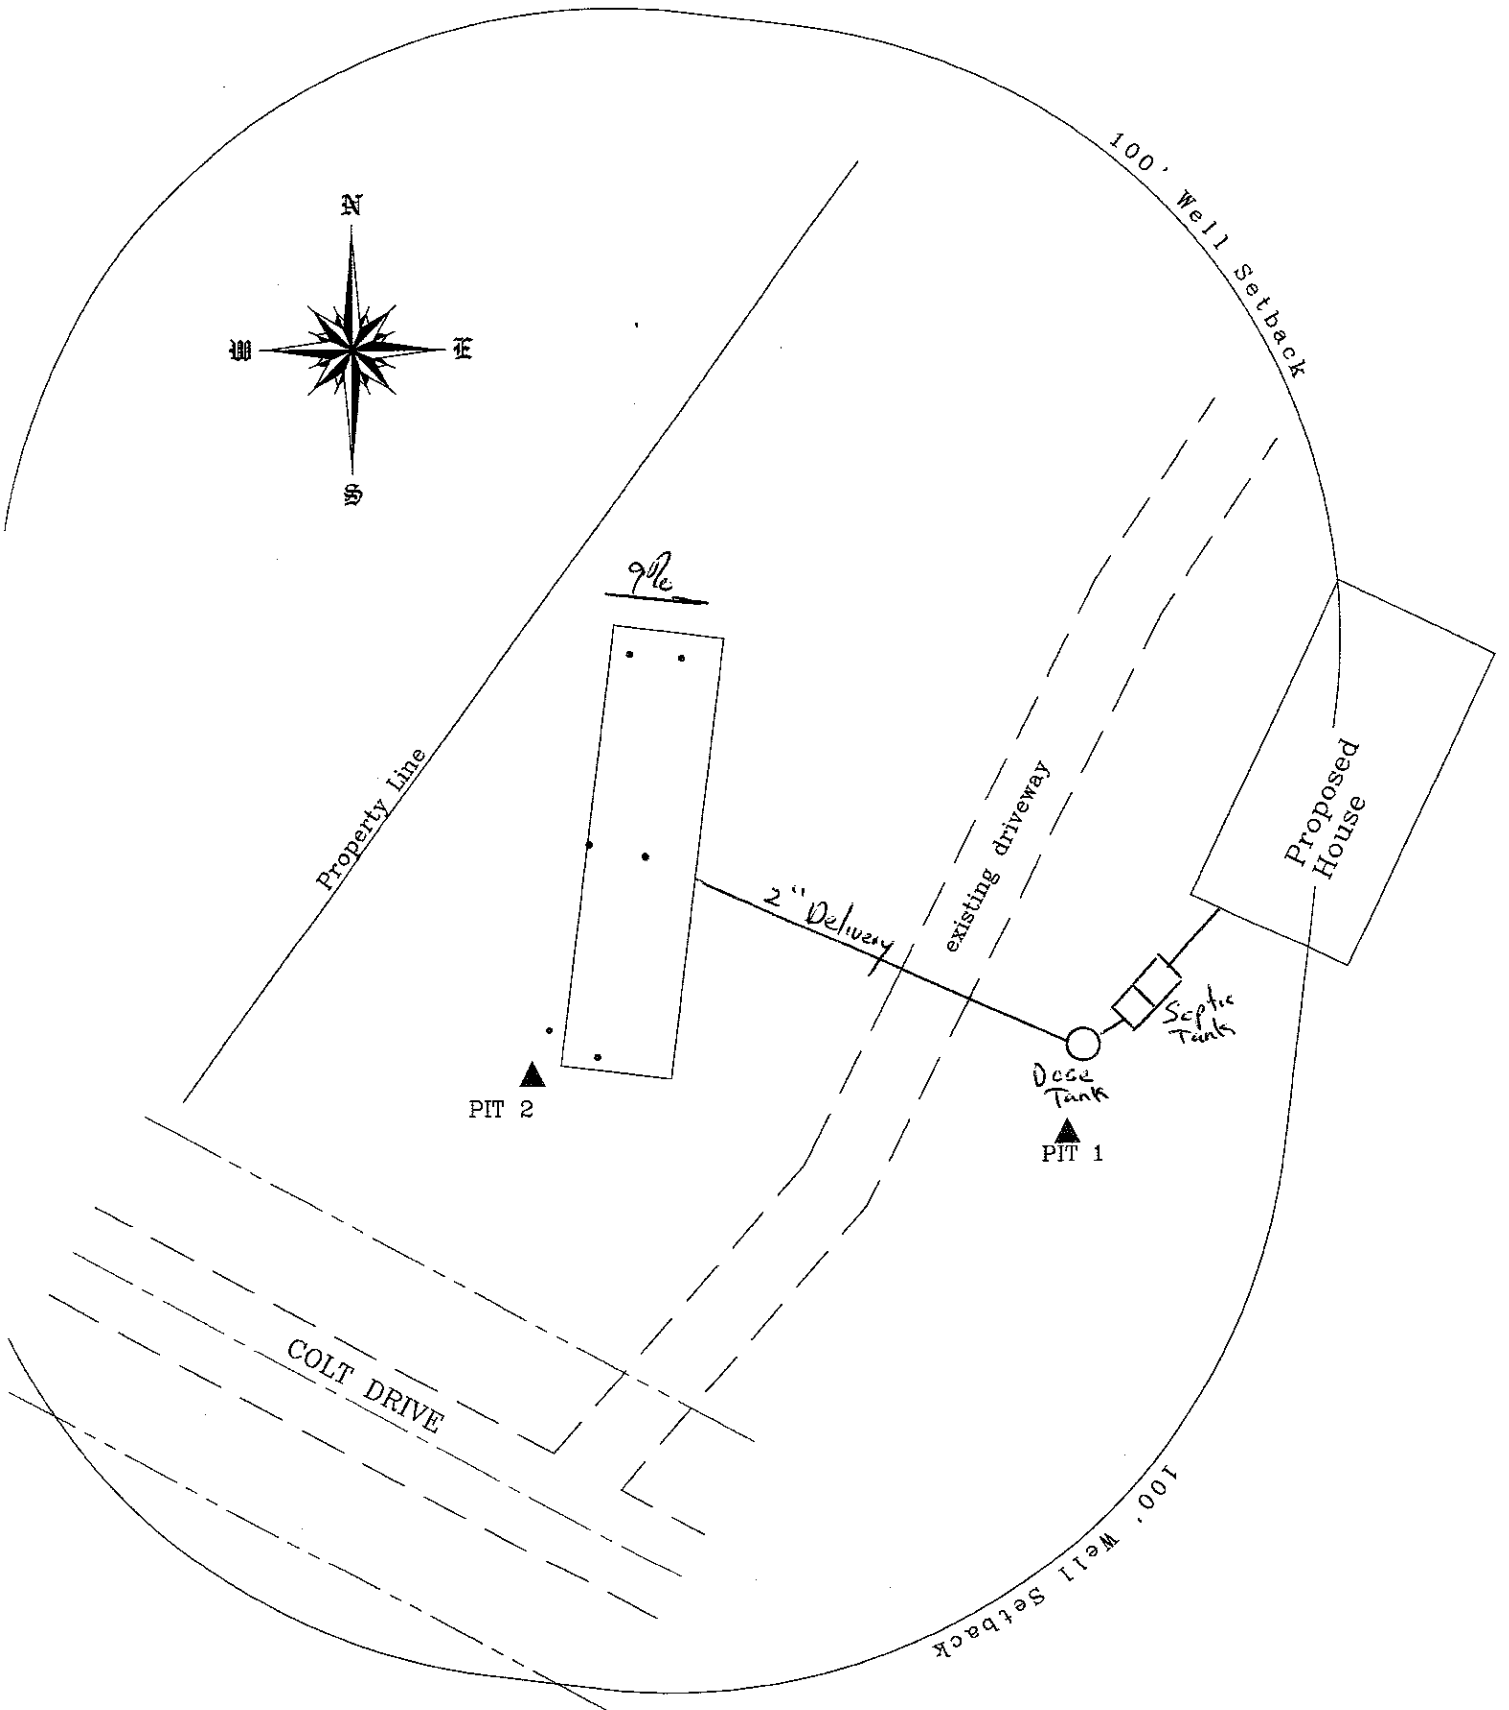 100' Well Setback
N
W
E
S
9%
Property Line
2" Delivery
existing driveway
Proposed
House
Septic
Tank
Dose
Tank
PIT 2
PIT 1
COLT DRIVE
100' Well Setback